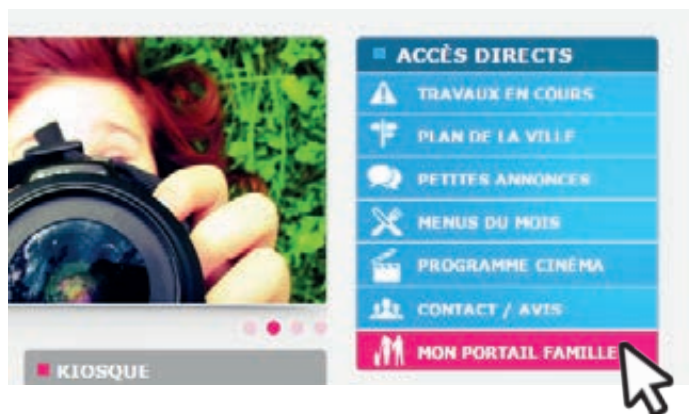 ACCÈS DIRECTS
TRAVAUX EN COURS
PLAN DE LA VILLE
PETITES ANNONCES
MENUS DU MOIS
PROGRAMME CINÉMA
CONTACT / AVIS
MON PORTAIL FAMILLE
KIOSQUE